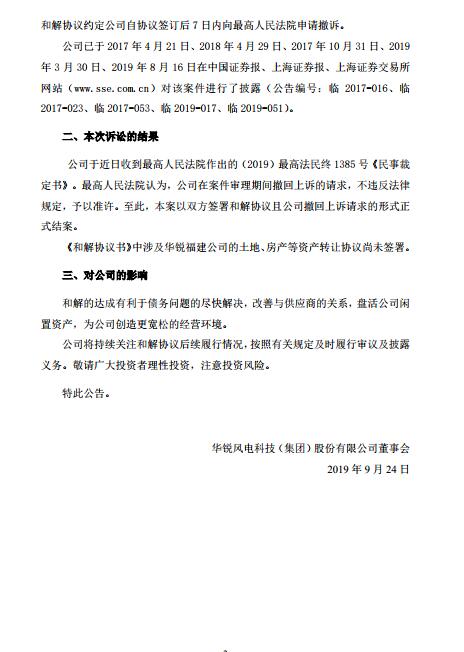 和解协议约定公司自协议签订后 7 日内向最高人民法院申请撤诉。
公司已于 2017 年 4 月 21 日、2018 年 4 月 29 日、2017 年 10 月 31 日、2019
年 3 月 30 日、2019 年 8 月 16 日在中国证券报、上海证券报、上海证券交易所
网站（www.sse.com.cn）对该案件进行了披露（公告编号：临 2017-016、临
2017-023、临 2017-053、临 2019-017、临 2019-051）。
二、本次诉讼的结果
公司于近日收到最高人民法院作出的（2019）最高法民终 1385 号《民事裁
定书》。最高人民法院认为，公司在案件审理期间撤回上诉的请求，不违反法律
规定，予以准许。至此，本案以双方签署和解协议且公司撤回上诉请求的形式正
式结案。
《和解协议书》中涉及华锐福建公司的土地、房产等资产转让协议尚未签署。
三、对公司的影响
和解的达成有利于债务问题的尽快解决，改善与供应商的关系，盘活公司闲
置资产，为公司创造更宽松的经营环境。
公司将持续关注和解协议后续履行情况，按照有关规定及时履行审议及披露
义务。敬请广大投资者理性投资，注意投资风险。
特此公告。
华锐风电科技（集团）股份有限公司董事会
2019 年 9 月 24 日